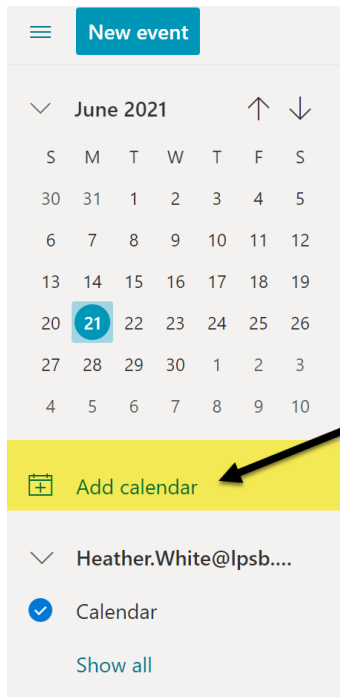 New event
June 2021
S M T W T F S
30 31 1 2 3 4 5
6 7 8 9 10 11 12
13 14 15 16 17 18 19
20 21 22 23 24 25 26
27 28 29 30 1 2 3
4 5 6 7 8 9 10
Add calendar
Heather.White@lpsb....
Calendar
Show all